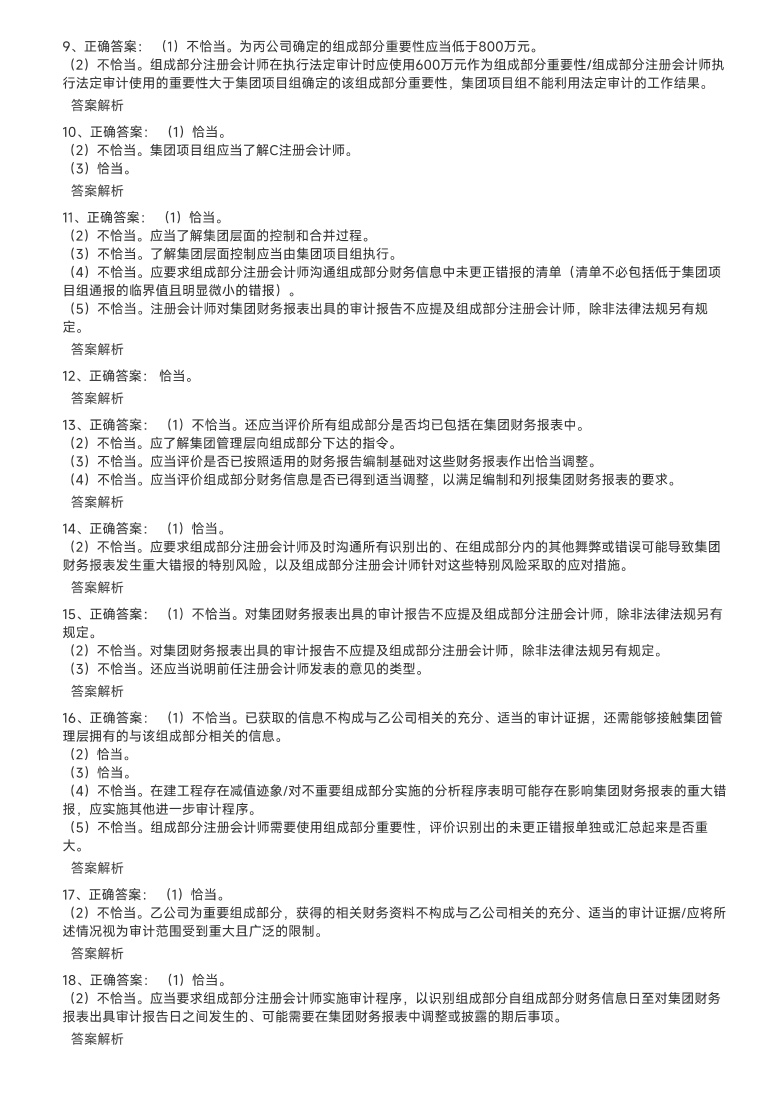 9、正确答案： （1）不恰当。为丙公司确定的组成部分重要性应当低于800万元。
（2）不恰当。组成部分注册会计师在执行法定审计时应使用600万元作为组成部分重要性/组成部分注册会计师执
行法定审计使用的重要性大于集团项目组确定的该组成部分重要性，集团项目组不能利用法定审计的工作结果。
答案解析
10、正确答案： （1）恰当。
（2）不恰当。集团项目组应当了解C注册会计师。
（3）恰当。
答案解析
11、正确答案： （1）恰当。
（2）不恰当。应当了解集团层面的控制和合并过程。
（3）不恰当。了解集团层面控制应当由集团项目组执行。
（4）不恰当。应要求组成部分注册会计师沟通组成部分财务信息中未更正错报的清单（清单不必包括低于集团项
目组通报的临界值且明显微小的错报）。
（5）不恰当。注册会计师对集团财务报表出具的审计报告不应提及组成部分注册会计师，除非法律法规另有规
定。
答案解析
12、正确答案： 恰当。
答案解析
13、正确答案： （1）不恰当。还应当评价所有组成部分是否均已包括在集团财务报表中。
（2）不恰当。应了解集团管理层向组成部分下达的指令。
（3）不恰当。应当评价是否已按照适用的财务报告编制基础对这些财务报表作出恰当调整。
（4）不恰当。应当评价组成部分财务信息是否已得到适当调整，以满足编制和列报集团财务报表的要求。
答案解析
14、正确答案： （1）恰当。
（2）不恰当。应要求组成部分注册会计师及时沟通所有识别出的、在组成部分内的其他舞弊或错误可能导致集团
财务报表发生重大错报的特别风险，以及组成部分注册会计师针对这些特别风险采取的应对措施。
答案解析
15、正确答案： （1）不恰当。对集团财务报表出具的审计报告不应提及组成部分注册会计师，除非法律法规另有
规定。
（2）不恰当。对集团财务报表出具的审计报告不应提及组成部分注册会计师，除非法律法规另有规定。
（3）不恰当。还应当说明前任注册会计师发表的意见的类型。
答案解析
16、正确答案： （1）不恰当。已获取的信息不构成与乙公司相关的充分、适当的审计证据，还需能够接触集团管
理层拥有的与该组成部分相关的信息。
（2）恰当。
（3）恰当。
（4）不恰当。在建工程存在减值迹象/对不重要组成部分实施的分析程序表明可能存在影响集团财务报表的重大错
报，应实施其他进一步审计程序。
（5）不恰当。组成部分注册会计师需要使用组成部分重要性，评价识别出的未更正错报单独或汇总起来是否重
大。
答案解析
17、正确答案： （1）恰当。
（2）不恰当。乙公司为重要组成部分，获得的相关财务资料不构成与乙公司相关的充分、适当的审计证据/应将所
述情况视为审计范围受到重大且广泛的限制。
答案解析
18、正确答案： （1）恰当。
（2）不恰当。应当要求组成部分注册会计师实施审计程序，以识别组成部分自组成部分财务信息日至对集团财务
报表出具审计报告日之间发生的、可能需要在集团财务报表中调整或披露的期后事项。
答案解析